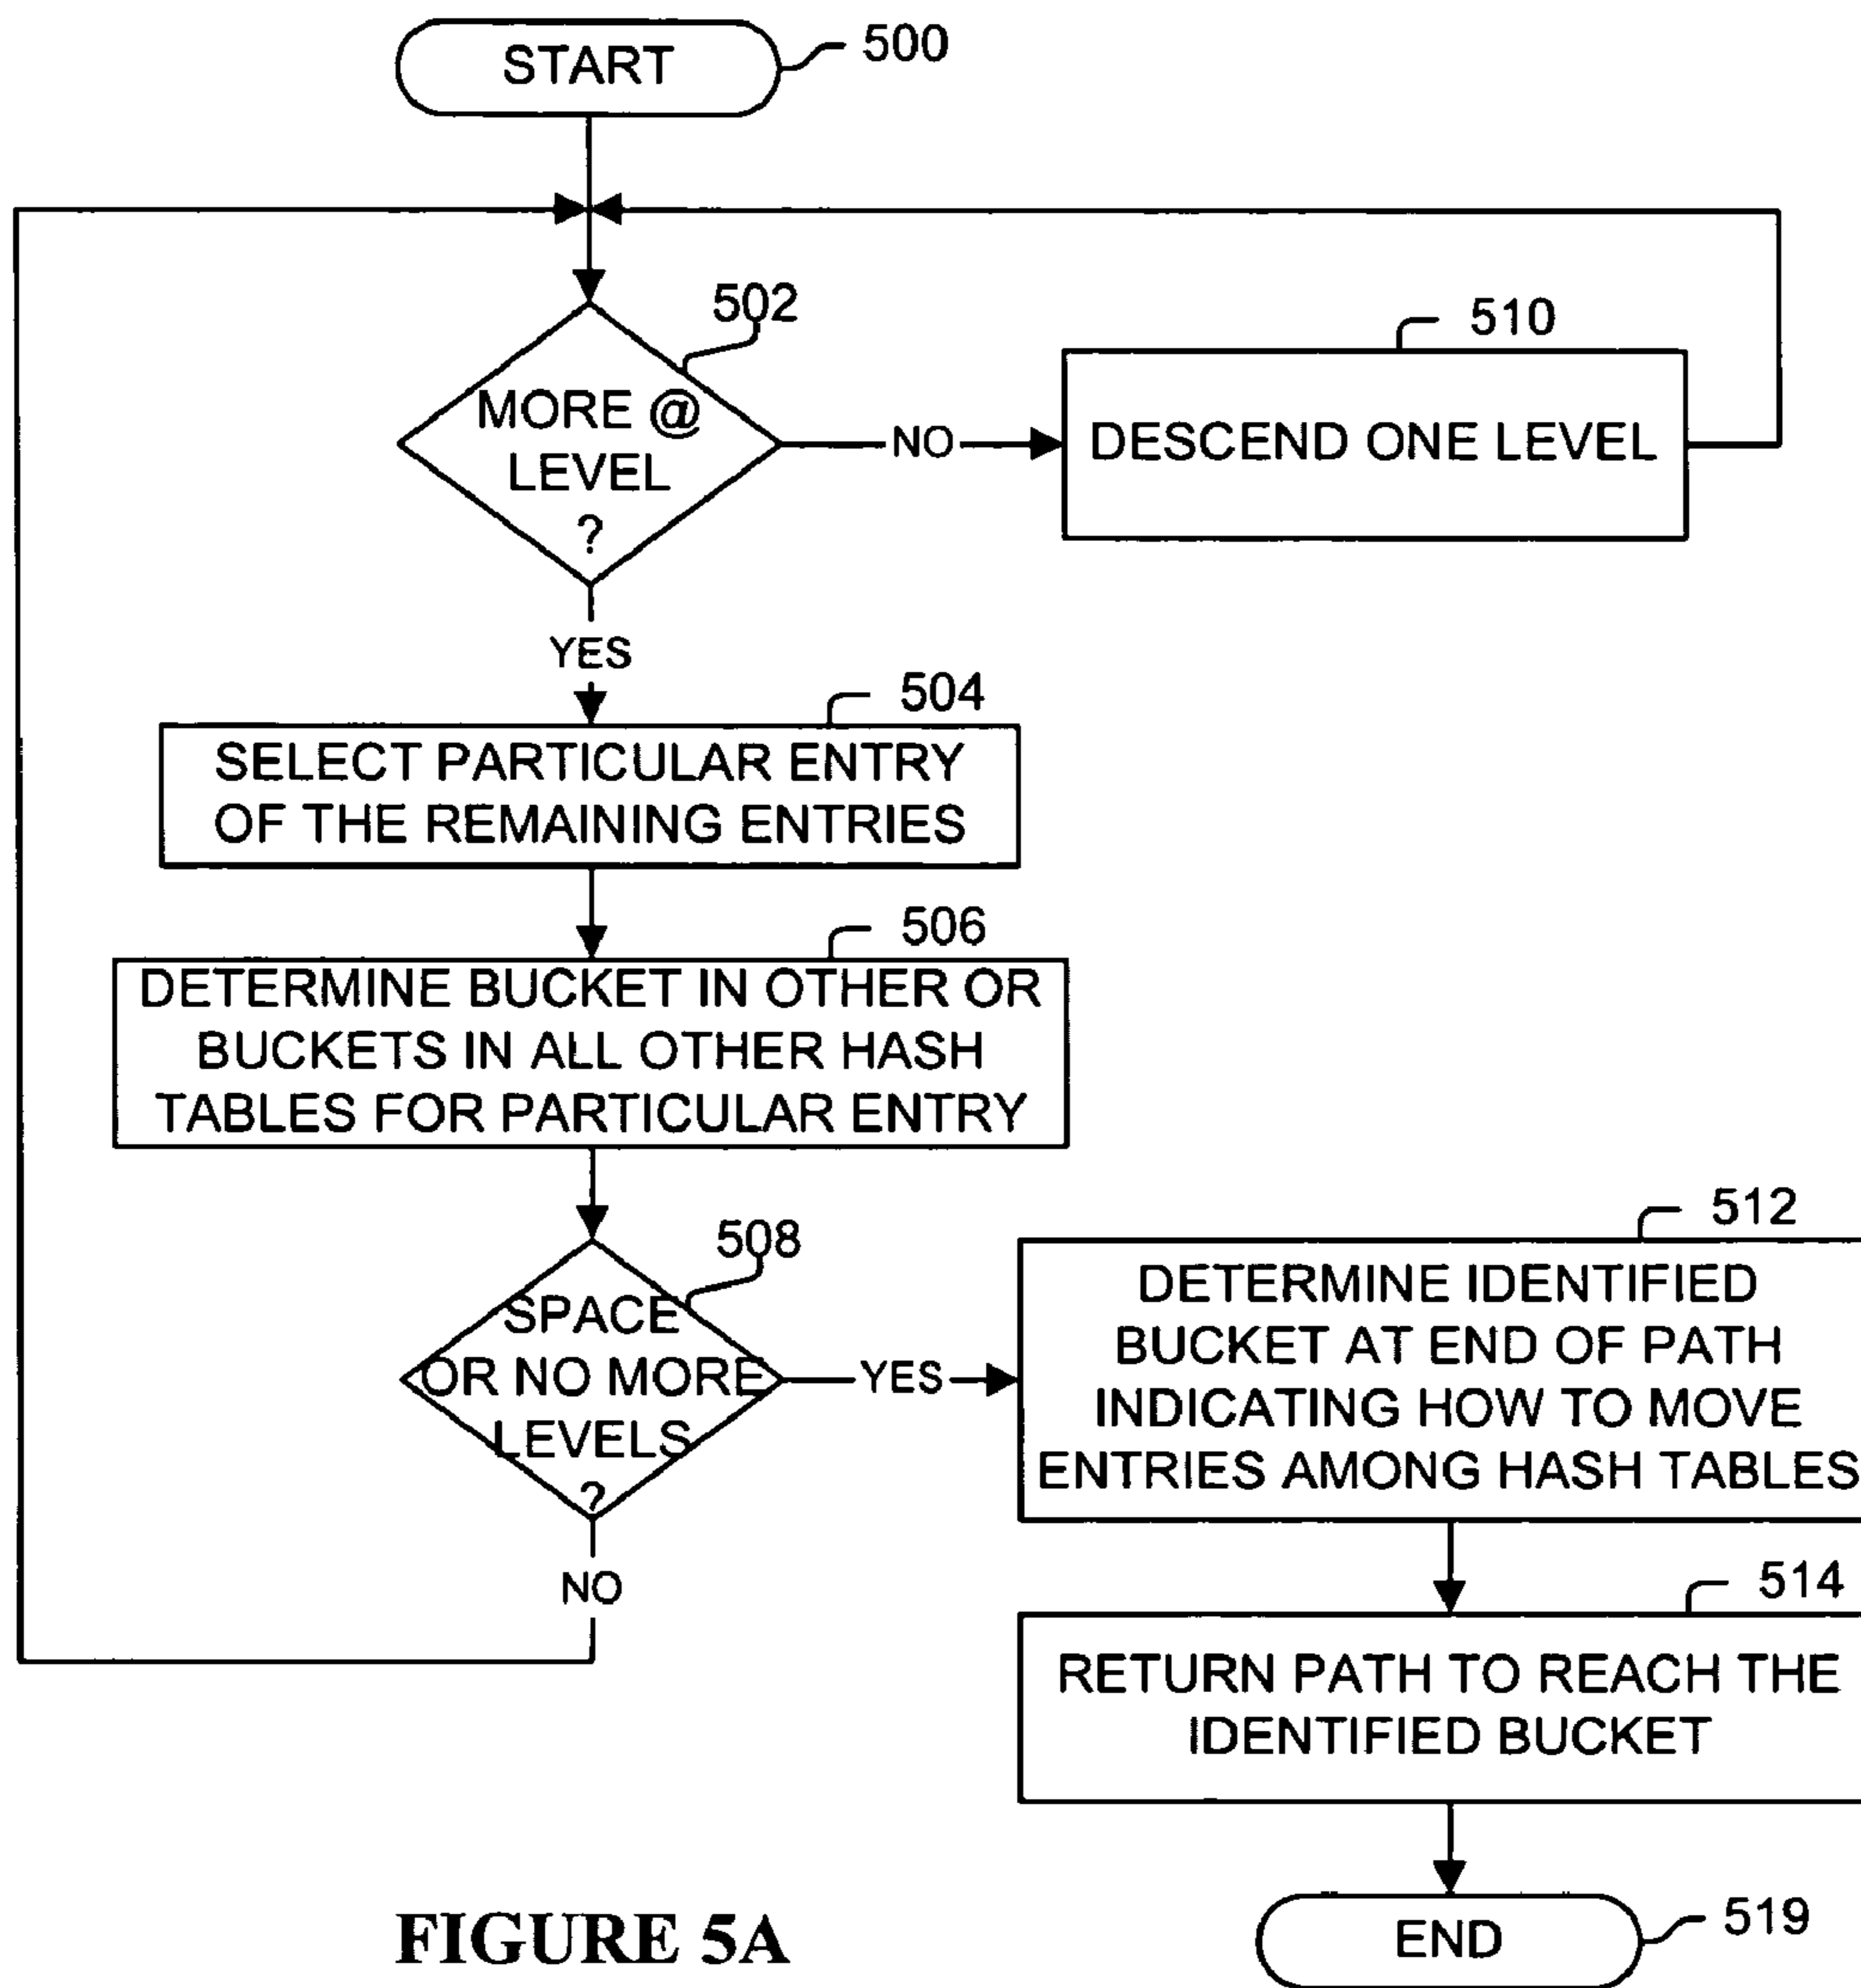 START
500
502
MORE @
LEVEL
?
NO
510
DESCEND ONE LEVEL
YES
504
SELECT PARTICULAR ENTRY
OF THE REMAINING ENTRIES
506
DETERMINE BUCKET IN OTHER OR
BUCKETS IN ALL OTHER HASH
TABLES FOR PARTICULAR ENTRY
508
SPACE
OR NO MORE
LEVELS
?
YES
NO
512
DETERMINE IDENTIFIED
BUCKET AT END OF PATH
INDICATING HOW TO MOVE
ENTRIES AMONG HASH TABLES
514
RETURN PATH TO REACH THE
IDENTIFIED BUCKET
END
519
FIGURE 5A